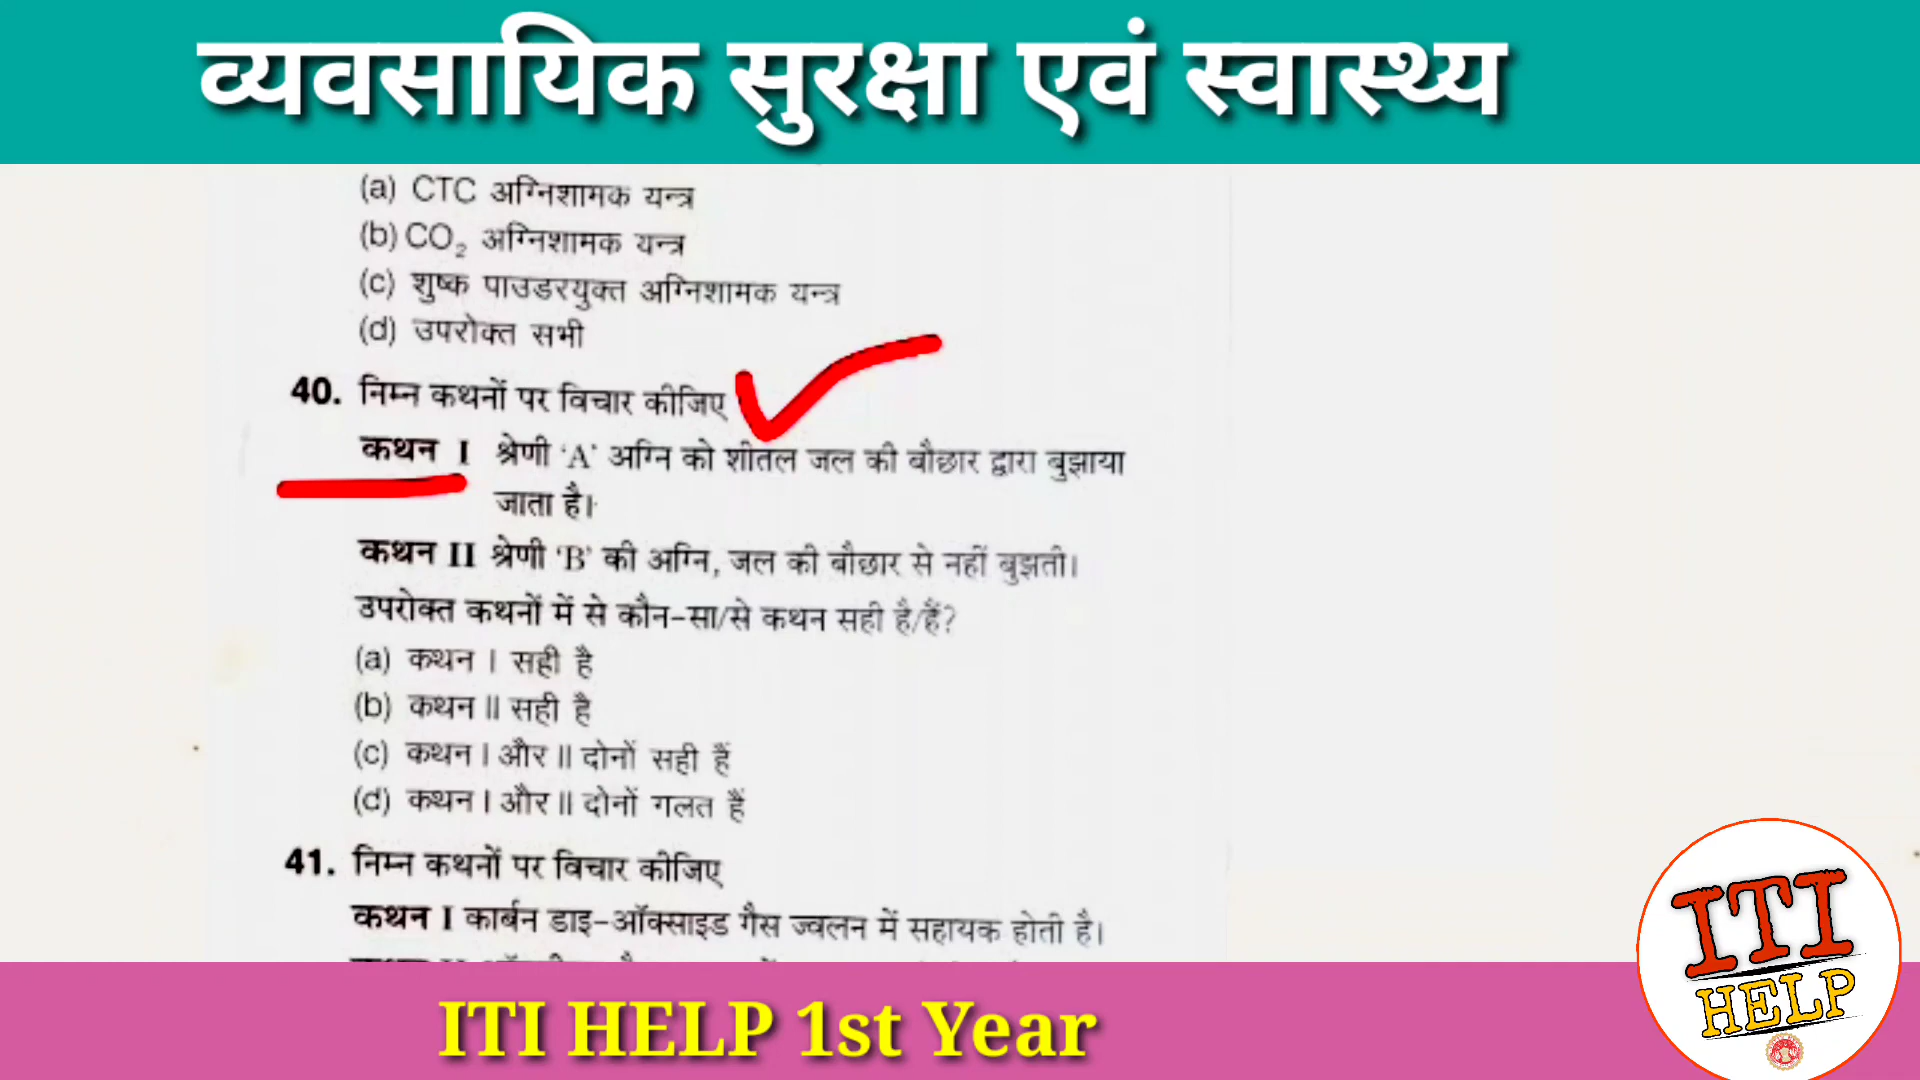 व्यवसायिक सुरक्षा एवं स्वास्थ्य
(a) CTC अग्निशामक यन्त्र
(b) CO₂ अग्निशामक यन्त्र
(c) शुष्क पाउडरयुक्त अग्निशामक यन्त्र
(d) उपरोक्त सभी
40. निम्न कथनों पर विचार कीजिए
कथन I श्रेणी ‘A’ अग्नि को शीतल जल की बौछार द्वारा बुझाया
जाता है।
कथन II श्रेणी ‘B’ की अग्नि, जल की बौछार से नहीं बुझती।
उपरोक्त कथनों में से कौन-सा/से कथन सही है/हैं?
(a) कथन I सही है
(b) कथन II सही है
(c) कथन I और II दोनों सही हैं
(d) कथन I और II दोनों गलत हैं
41. निम्न कथनों पर विचार कीजिए
कथन I कार्बन डाइ-ऑक्साइड गैस ज्वलन में सहायक होती है।
ITI HELP 1st Year
ITI
HELP